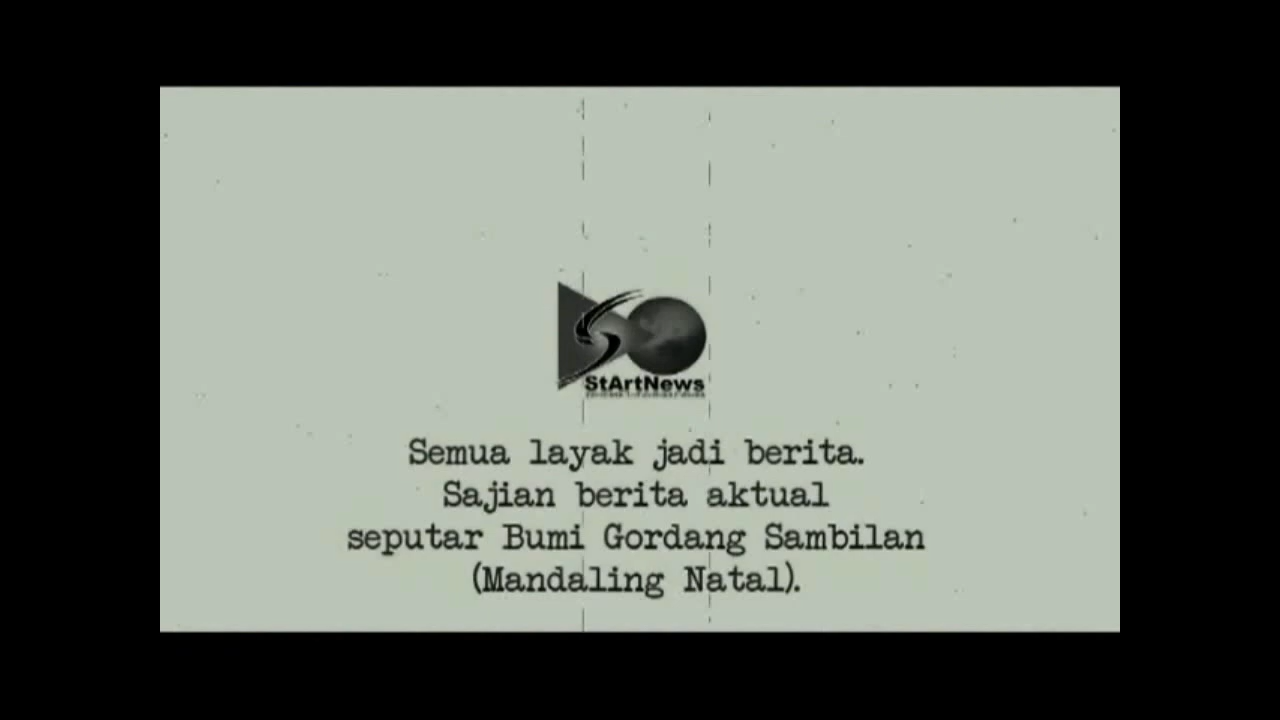 StArtNews
Semua layak jadi berita.
Sajian berita aktual
seputar Bumi Gordang Sambilan
(Mandaling Natal).